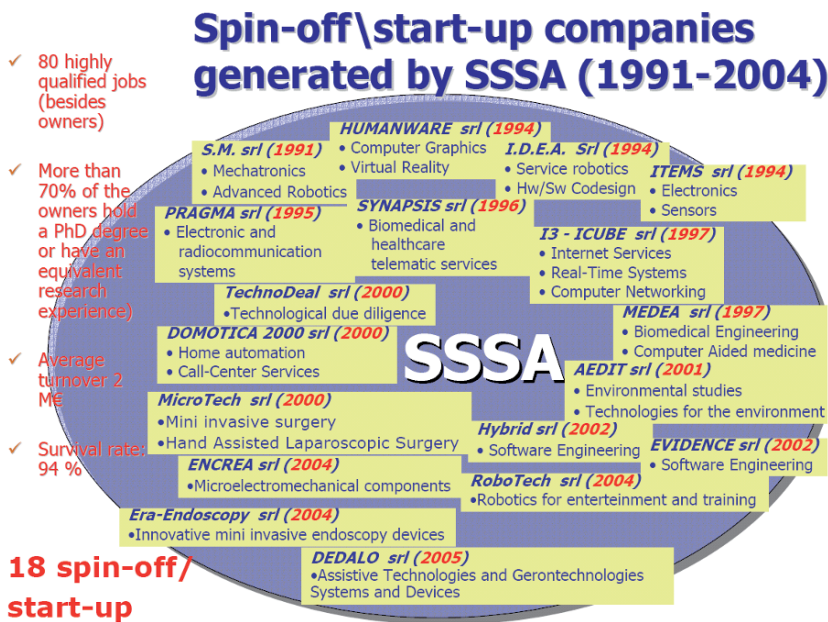 Spin-off\start-up companies
generated by SSSA (1991-2004)
✓ 80 highly
qualified jobs
(besides
owners)
✓ More than
70% of the
owners hold
a PhD degree
or have an
equivalent
research
experience)
✓ Average
turnover 2
M€
✓ Survival rate:
94 %
18 spin-off/
start-up
HUMANWARE srl (1994)
• Computer Graphics
• Virtual Reality
S.M. srl (1991)
• Mechatronics
• Advanced Robotics
I.D.E.A. Srl (1994)
• Service robotics
• Hw/Sw Codesign
ITEMS srl (1994)
• Electronics
• Sensors
PRAGMA srl (1995)
• Electronic and
radiocommunication
systems
SYNAPSIS srl (1996)
• Biomedical and
healthcare
telematic services
I3 - ICUBE srl (1997)
• Internet Services
• Real-Time Systems
• Computer Networking
TechnoDeal srl (2000)
•Technological due diligence
MEDEA srl (1997)
• Biomedical Engineering
• Computer Aided medicine
DOMOTICA 2000 srl (2000)
• Home automation
• Call-Center Services
SSSA
AEDIT srl (2001)
• Environmental studies
• Technologies for the environment
MicroTech srl (2000)
•Mini invasive surgery
•Hand Assisted Laparoscopic Surgery
Hybrid srl (2002)
• Software Engineering
EVIDENCE srl (2002)
• Software Engineering
ENCREA srl (2004)
•Microelectromechanical components
RoboTech srl (2004)
•Robotics for enterteinment and training
Era-Endoscopy srl (2004)
•Innovative mini invasive endoscopy devices
DEDALO srl (2005)
•Assistive Technologies and Gerontechnologies
Systems and Devices